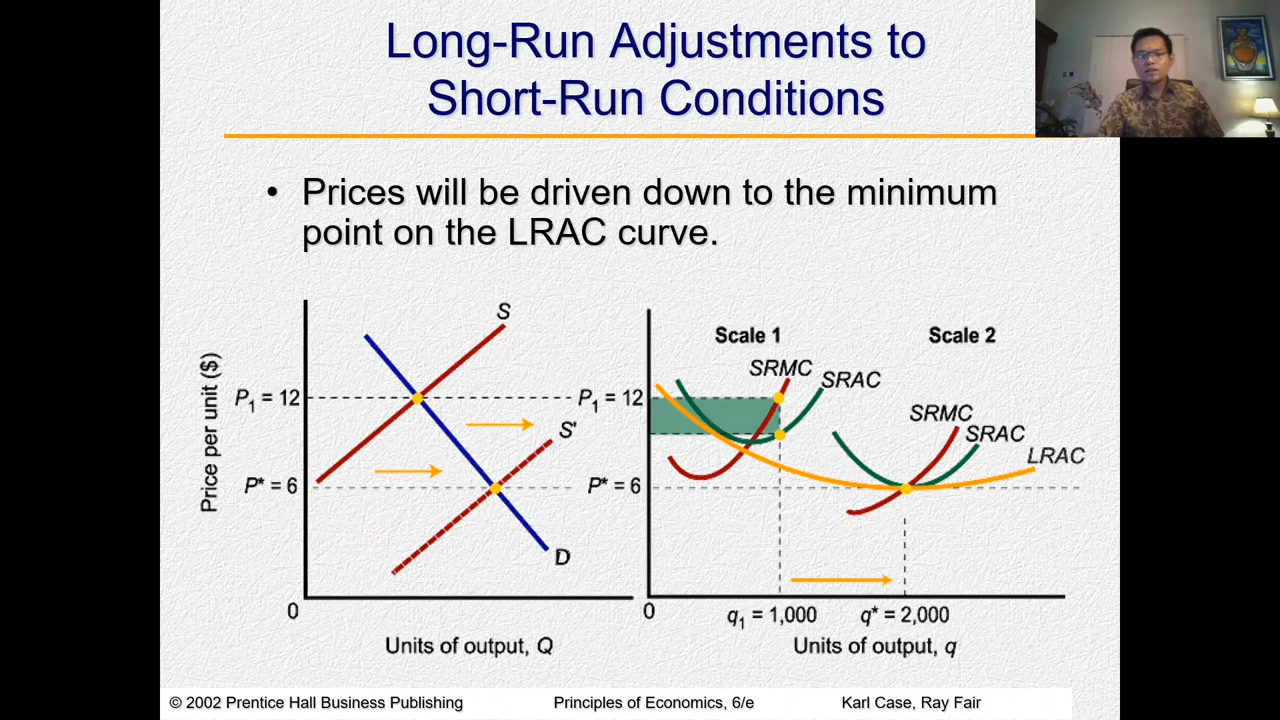 Long-Run Adjustments to
Short-Run Conditions
• Prices will be driven down to the minimum
point on the LRAC curve.
Price per unit ($)
S
P₁ = 12
S'
P* = 6
D
0
Units of output, Q
Scale 1
Scale 2
SRMC
SRAC
P₁ = 12
SRMC
SRAC
LRAC
P* = 6
0
q₁ = 1,000
q* = 2,000
Units of output, q
© 2002 Prentice Hall Business Publishing
Principles of Economics, 6/e
Karl Case, Ray Fair